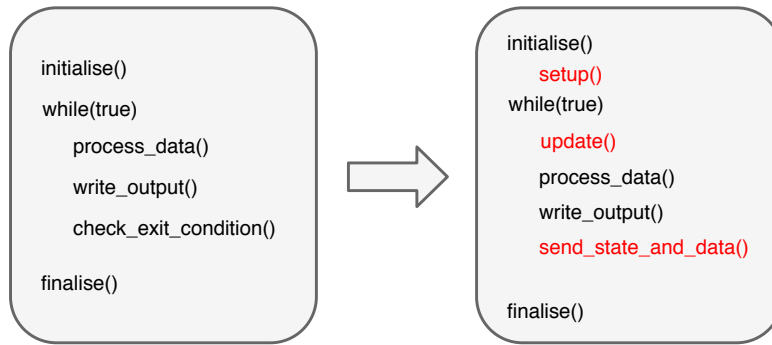 initialise()
while(true)
process_data()
write_output()
check_exit_condition()
finalise()
initialise()
setup()
while(true)
update()
process_data()
write_output()
send_state_and_data()
finalise()